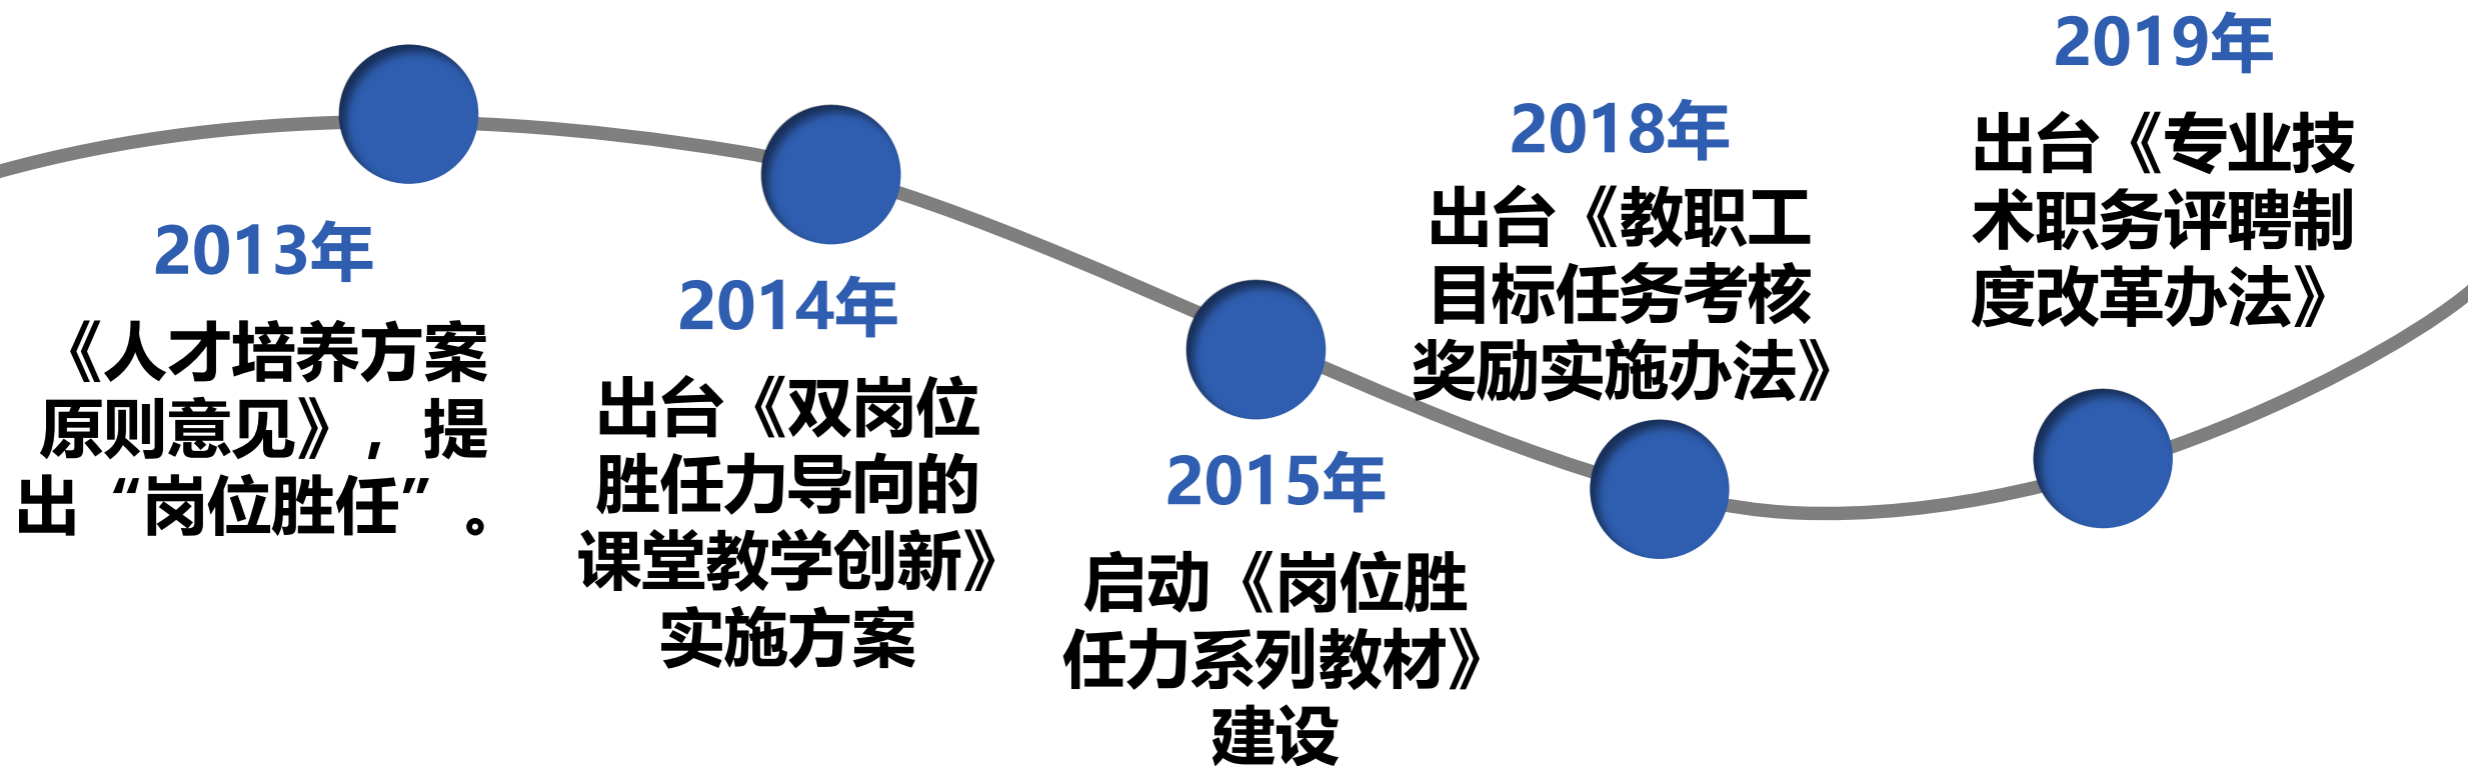 2013年
《人才培养方案
原则意见》，提
出“岗位胜任”。
2014年
出台《双岗位
胜任力导向的
课堂教学创新》
实施方案
2015年
启动《岗位胜
任力系列教材》
建设
2018年
出台《教职工
目标任务考核
奖励实施办法》
2019年
出台《专业技
术职务评聘制
度改革办法》